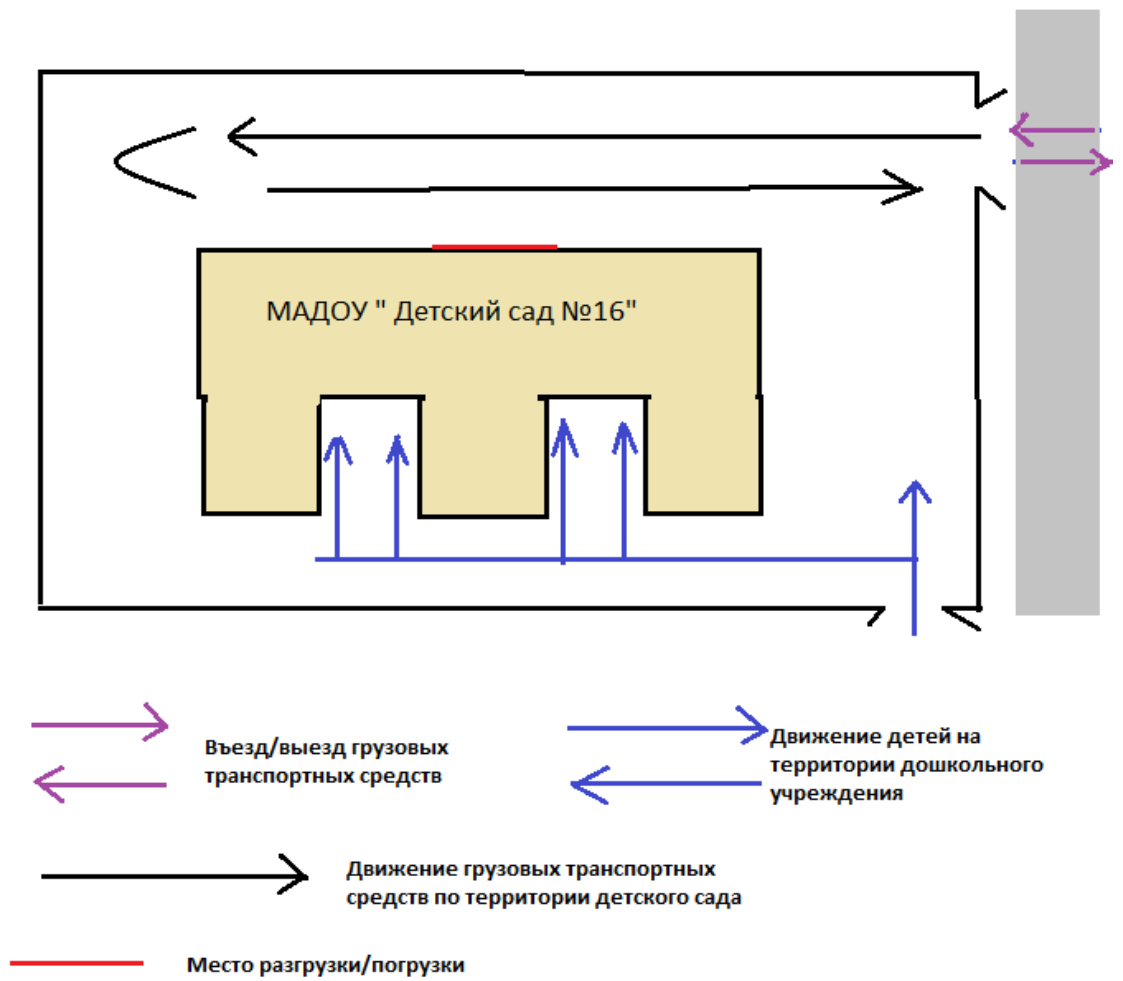 МАДОУ " Детский сад №16"
Въезд/выезд грузовых
транспортных средств
Движение детей на
территории дошкольного
учреждения
Движение грузовых транспортных
средств по территории детского сада
Место разгрузки/погрузки